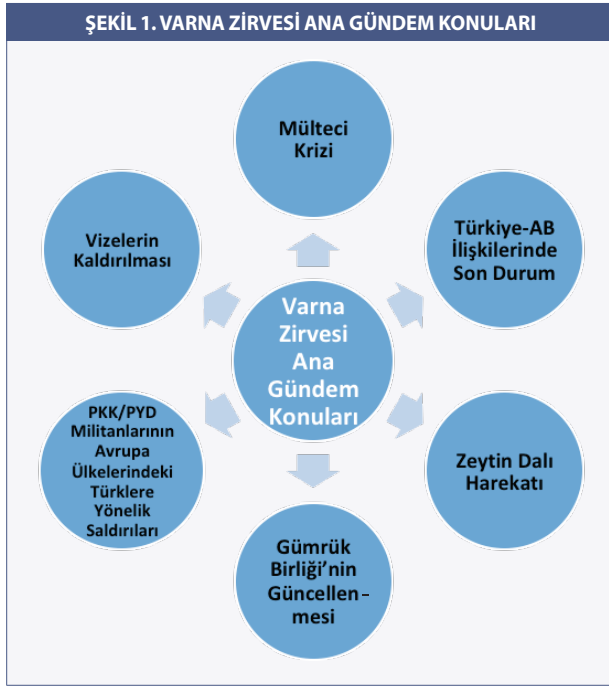 ŞEKİL 1. VARNA ZİRVESİ ANA GÜNDEM KONULARI
Mülteci
Krizi
Türkiye-AB
İlişkilerinde
Son Durum
Zeytin Dalı
Harekatı
Gümrük
Birliği’nin
Güncellen-
mesi
PKK/PYD
Militanlarının
Avrupa
Ülkelerindeki
Türklere
Yönelik
Saldırıları
Vizelerin
Kaldırılması
Varna
Zirvesi
Ana
Gündem
Konuları